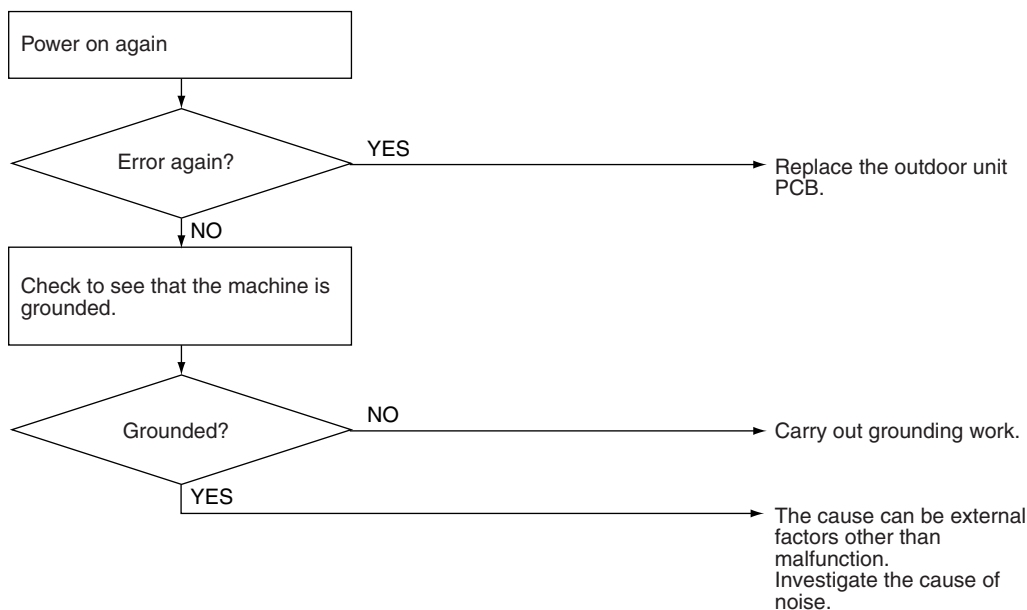 Power on again
Error again?
YES
Replace the outdoor unit
PCB.
NO
Check to see that the machine is
grounded.
Grounded?
NO
Carry out grounding work.
YES
The cause can be external
factors other than
malfunction.
Investigate the cause of
noise.